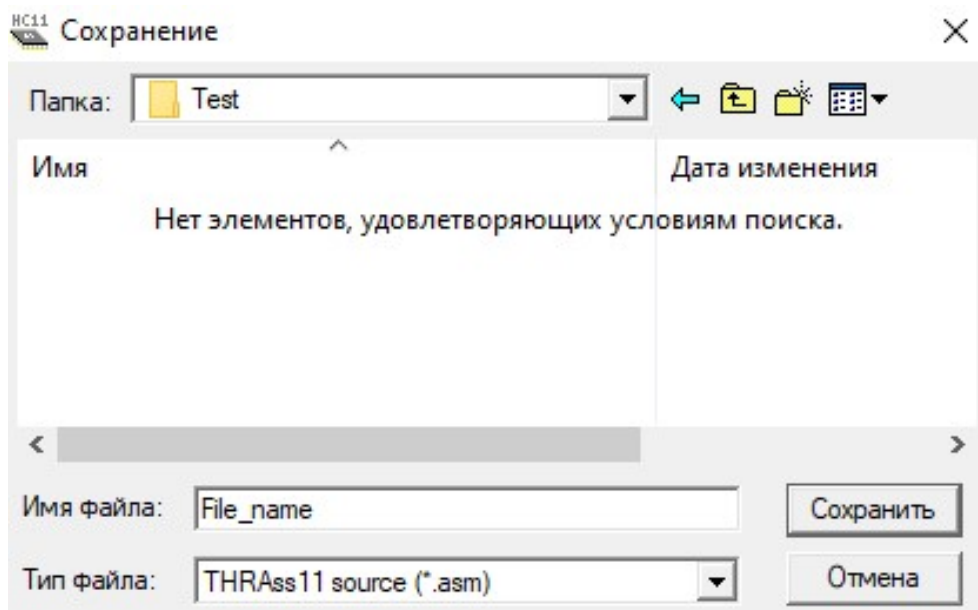 HC11
Сохранение
Папка: Test
Имя Дата изменения
Нет элементов, удовлетворяющих условиям поиска.
Имя файла: File_name Сохранить
Тип файла: THRAss11 source (*.asm) Отмена